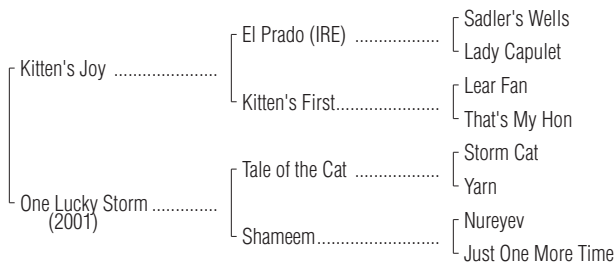 Sadler's Wells
El Prado (IRE) ..................
Lady Capulet
Kitten's Joy ......................
Lear Fan
Kitten's First......................
That's My Hon
Storm Cat
Tale of the Cat ..................
Yarn
One Lucky Storm ..............
(2001)
Nureyev
Shameem..........................
Just One More Time